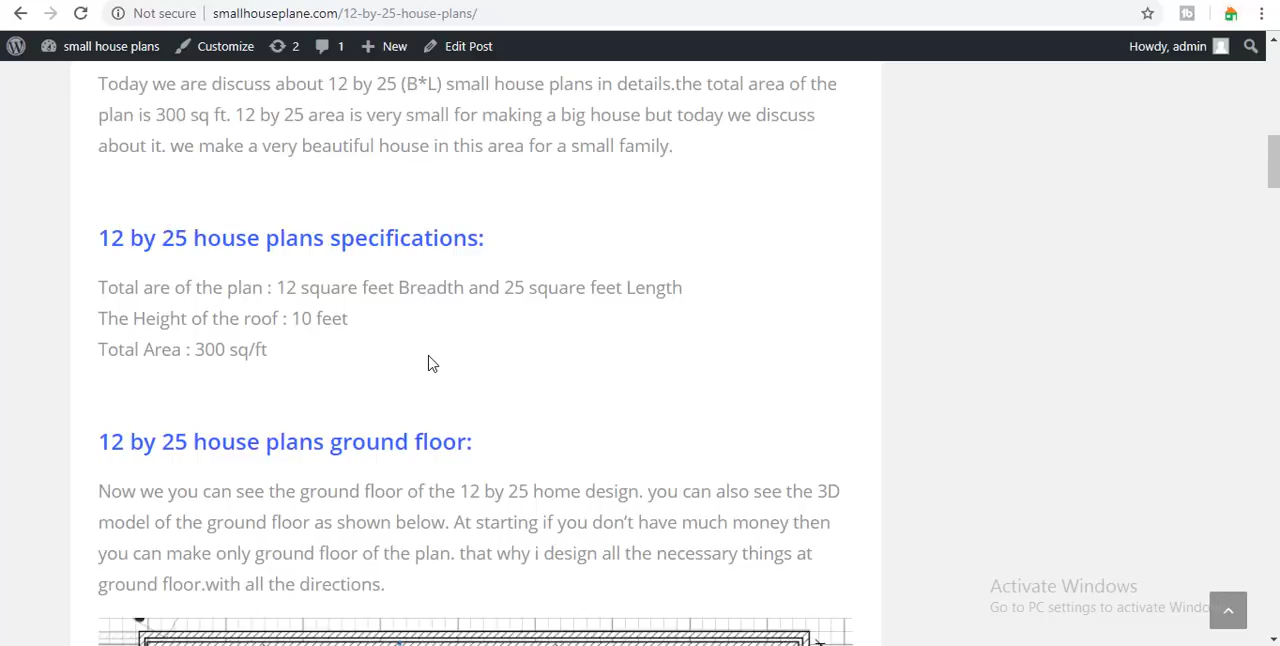 Not secure | smallhouseplane.com/12-by-25-house-plans/
small house plans Customize 2 1 New Edit Post Howdy, admin
Today we are discuss about 12 by 25 (B*L) small house plans in details.the total area of the
plan is 300 sq ft. 12 by 25 area is very small for making a big house but today we discuss
about it. we make a very beautiful house in this area for a small family.
12 by 25 house plans specifications:
Total are of the plan : 12 square feet Breadth and 25 square feet Length
The Height of the roof : 10 feet
Total Area : 300 sq/ft
12 by 25 house plans ground floor:
Now we you can see the ground floor of the 12 by 25 home design. you can also see the 3D
model of the ground floor as shown below. At starting if you don’t have much money then
you can make only ground floor of the plan. that why i design all the necessary things at
ground floor.with all the directions.
Activate Windows
Go to PC settings to activate